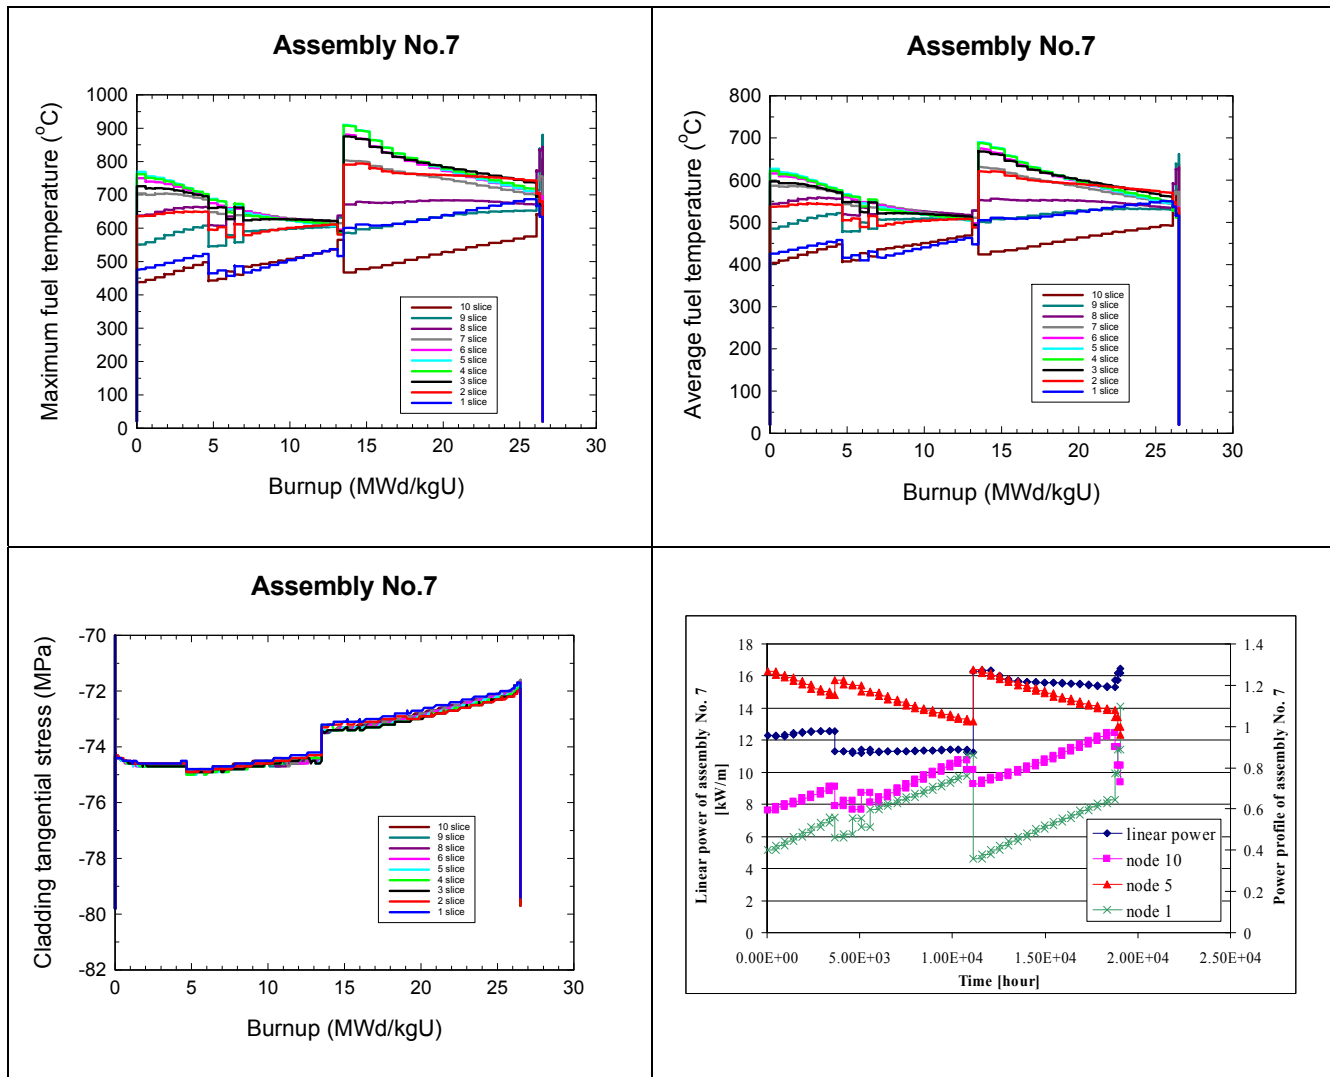 Assembly No.7
Maximum fuel temperature (°C)
1000
900
800
700
600
500
400
300
200
100
0
10 slice
9 slice
8 slice
7 slice
6 slice
5 slice
4 slice
3 slice
2 slice
1 slice
0 5 10 15 20 25 30
Burnup (MWd/kgU)
Assembly No.7
Average fuel temperature (°C)
800
700
600
500
400
300
200
100
0
10 slice
9 slice
8 slice
7 slice
6 slice
5 slice
4 slice
3 slice
2 slice
1 slice
0 5 10 15 20 25 30
Burnup (MWd/kgU)
Assembly No.7
Cladding tangential stress (MPa)
-70
-72
-74
-76
-78
-80
-82
10 slice
9 slice
8 slice
6 slice
5 slice
4 slice
3 slice
2 slice
1 slice
0 5 10 15 20 25 30
Burnup (MWd/kgU)
Linear power of assembly No. 7
[kW/m]
18
16
14
12
10
8
6
4
2
0
1.4
1.2
1
0.8
0.6
0.4
0.2
0
Power profile of assembly No. 7
linear power
node 10
node 5
node 1
0.00E+00 5.00E+03 1.00E+04 1.50E+04 2.00E+04 2.50E+04
Time [hour]